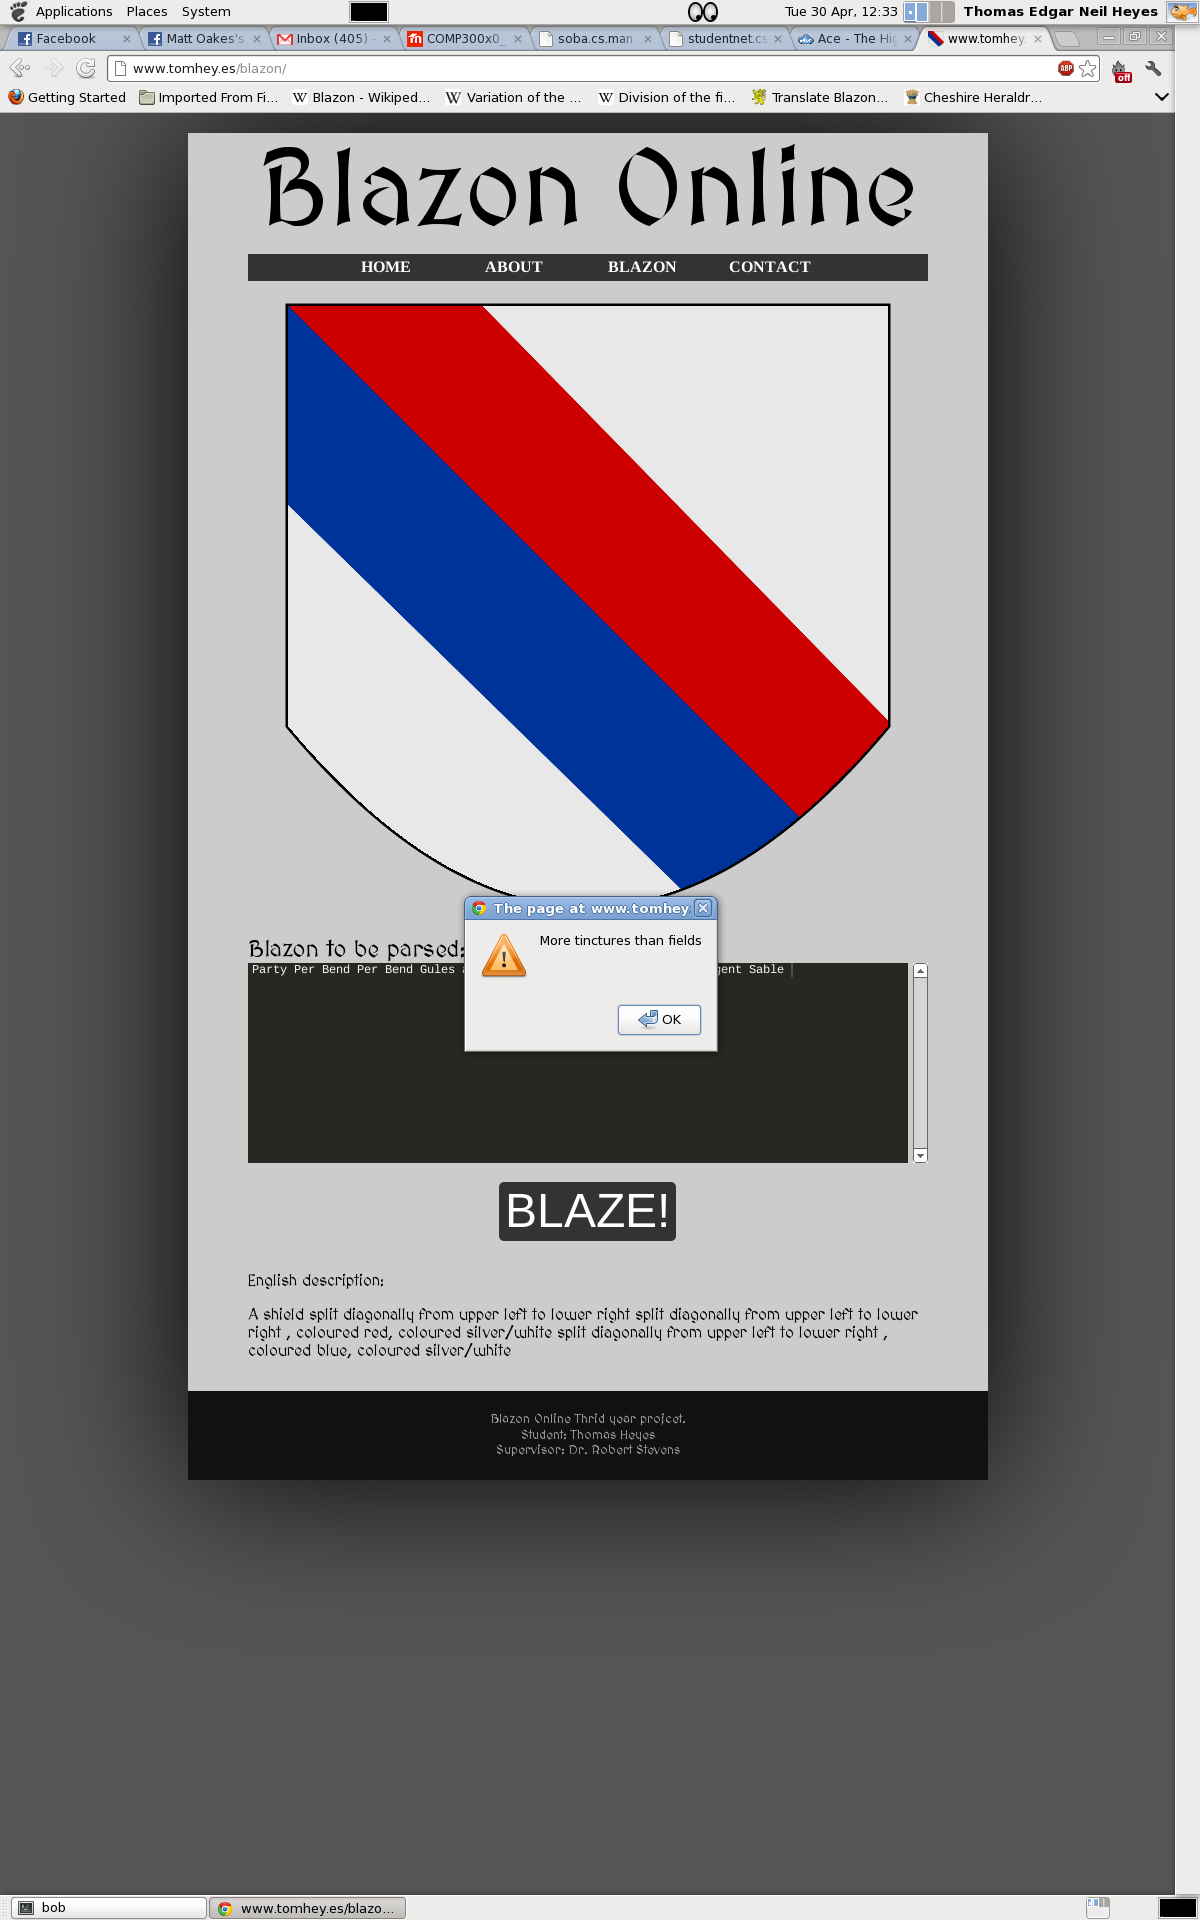 Applications Places System Tue 30 Apr, 12:33 Thomas Edgar Neil Heyes
Facebook Matt Oakes's Inbox (405) - COMP300x0_ soba.cs.man. studentnet.cs Ace - The Hig www.tomhey.
www.tomhey.es/blazon/ ABP off
Getting Started Imported From Fi... Blazon - Wikiped... Variation of the ... Division of the fi... Translate Blazon... Cheshire Heraldr...
Blazon Online
HOME ABOUT BLAZON CONTACT
The page at www.tomhey.
More tinctures than fields
OK
Blazon to be parsed:
Party Per Bend Per Bend Gules gent Sable
BLAZE!
English description:
A shield split diagonally from upper left to lower right split diagonally from upper left to lower
right , coloured red, coloured silver/white split diagonally from upper left to lower right ,
coloured blue, coloured silver/white
Blazon Online Thrid year projcet.
Student: Thomas Heyes
Supervisor: Dr. Robert Stevens
bob www.tomhey.es/blazo...